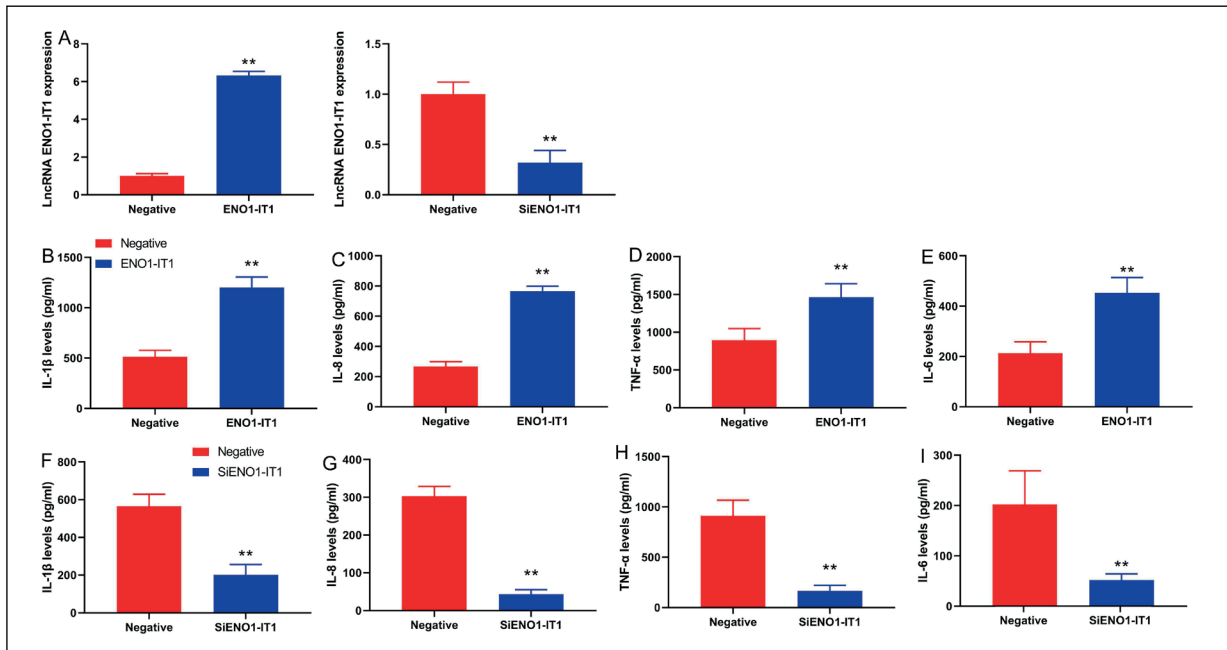 A
LncRNA ENO1-IT1 expression
8
6
4
2
0
**
Negative
ENO1-IT1
LncRNA ENO1-IT1 expression
1.5
1.0
0.5
0.0
**
Negative
SiENO1-IT1
B
Negative
ENO1-IT1
IL-1β levels (pg/ml)
1500
1000
500
0
**
Negative
ENO1-IT1
C
IL-8 levels (pg/ml)
1000
800
600
400
200
0
**
Negative
ENO1-IT1
D
TNF-α levels (pg/ml)
2000
1500
1000
500
0
**
Negative
ENO1-IT1
E
IL-6 levels (pg/ml)
600
400
200
0
**
Negative
ENO1-IT1
F
Negative
SiENO1-IT1
IL-1β levels (pg/ml)
800
600
400
200
0
**
Negative
SiENO1-IT1
G
IL-8 levels (pg/ml)
400
300
200
100
0
**
Negative
SiENO1-IT1
H
TNF-α levels (pg/ml)
1500
1000
500
0
**
Negative
SiENO1-IT1
I
IL-6 levels (pg/ml)
300
200
100
0
**
Negative
SiENO1-IT1